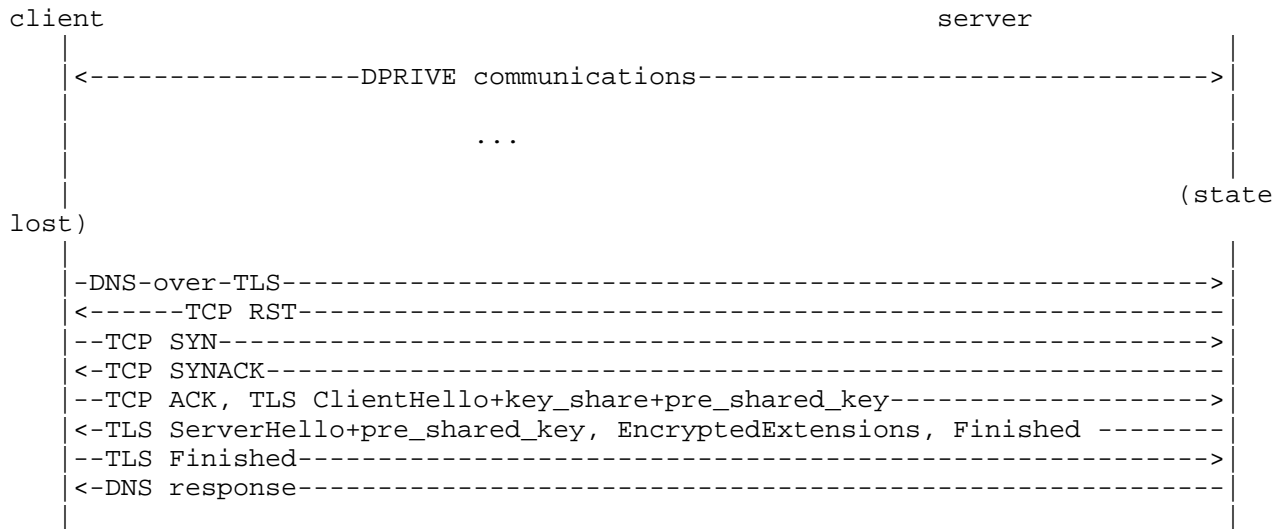 client                                                    server
   |                                                                        |
   |<-----------------DPRIVE communications-------------------------------->|
   |                                                                        |
   |                         ...                                            |
   |                                                                        |
   |                                                                     (state
lost)
   |                                                                        |
   |-DNS-over-TLS---------------------------------------------------------->|
   |<------TCP RST----------------------------------------------------------|
   |--TCP SYN-------------------------------------------------------------->|
   |<-TCP SYNACK------------------------------------------------------------|
   |--TCP ACK, TLS ClientHello+key_share+pre_shared_key-------------------->|
   |<-TLS ServerHello+pre_shared_key, EncryptedExtensions, Finished --------|
   |--TLS Finished--------------------------------------------------------->|
   |<-DNS response----------------------------------------------------------|
   |                                                                        |